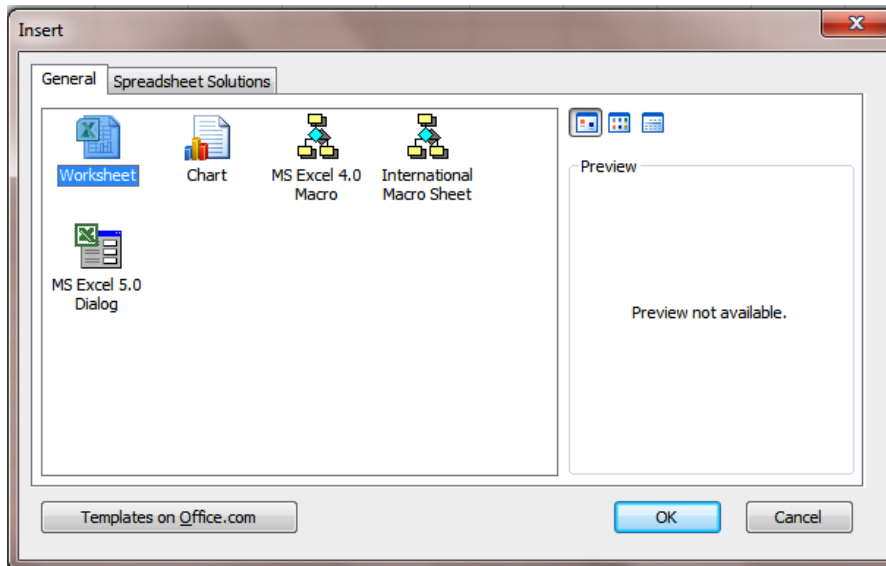 Insert
General Spreadsheet Solutions
Worksheet Chart MS Excel 4.0 International
Macro Macro Sheet
Preview
MS Excel 5.0
Dialog
Preview not available.
Templates on Office.com OK Cancel